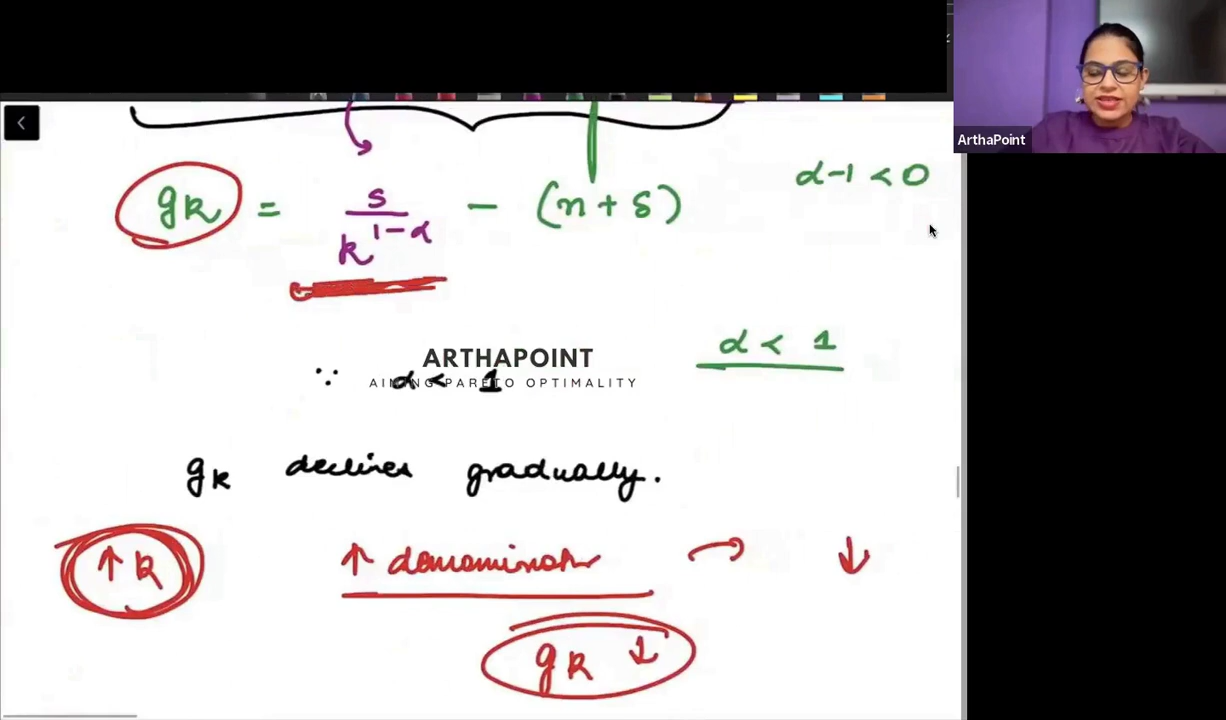 ArthaPoint
gk = s / k^1-α - (n + δ)
α-1 < 0
α < 1
ARTHAPOINT
AIMING PARETO OPTIMALITY
∵ α < 1
gk declines gradually.
↑ k ↑ denominator → ↓
gk ↓